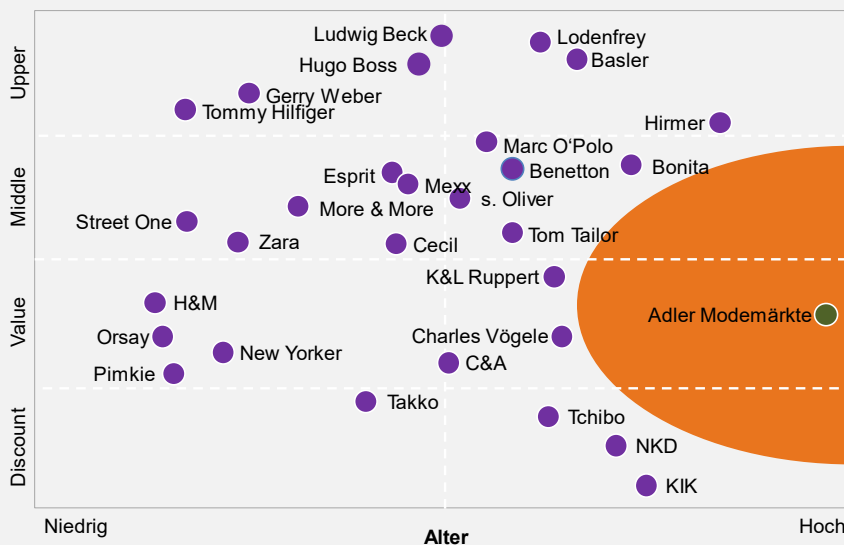 Upper
Ludwig Beck
Lodenfrey
Hugo Boss
Basler
Gerry Weber
Tommy Hilfiger
Hirmer
Middle
Marc O‘Polo
Esprit
Benetton
Bonita
Mexx
s. Oliver
More & More
Street One
Tom Tailor
Zara
Cecil
Value
K&L Ruppert
H&M
Adler Modemärkte
Orsay
Charles Vögele
New Yorker
C&A
Pimkie
Discount
Takko
Tchibo
NKD
KIK
Niedrig
Alter
Hoch